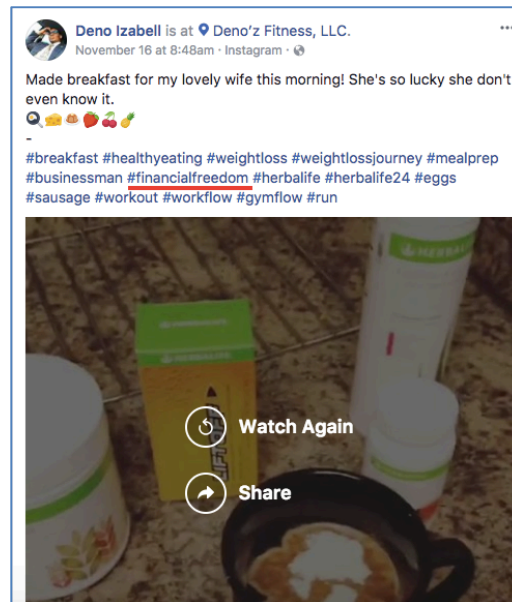 Deno Izabell is at Deno'z Fitness, LLC.
November 16 at 8:48am · Instagram ·
Made breakfast for my lovely wife this morning! She's so lucky she don't
even know it.
🍳🧀🥞🍓🍒🍍
-
#breakfast #healthyeating #weightloss #weightlossjourney #mealprep
#businessman #financialfreedom #herbalife #herbalife24 #eggs
#sausage #workout #workflow #gymflow #run
HERBALIFE
HERBALIFE
HERBALIFE
LIFTOFF
Watch Again
Share